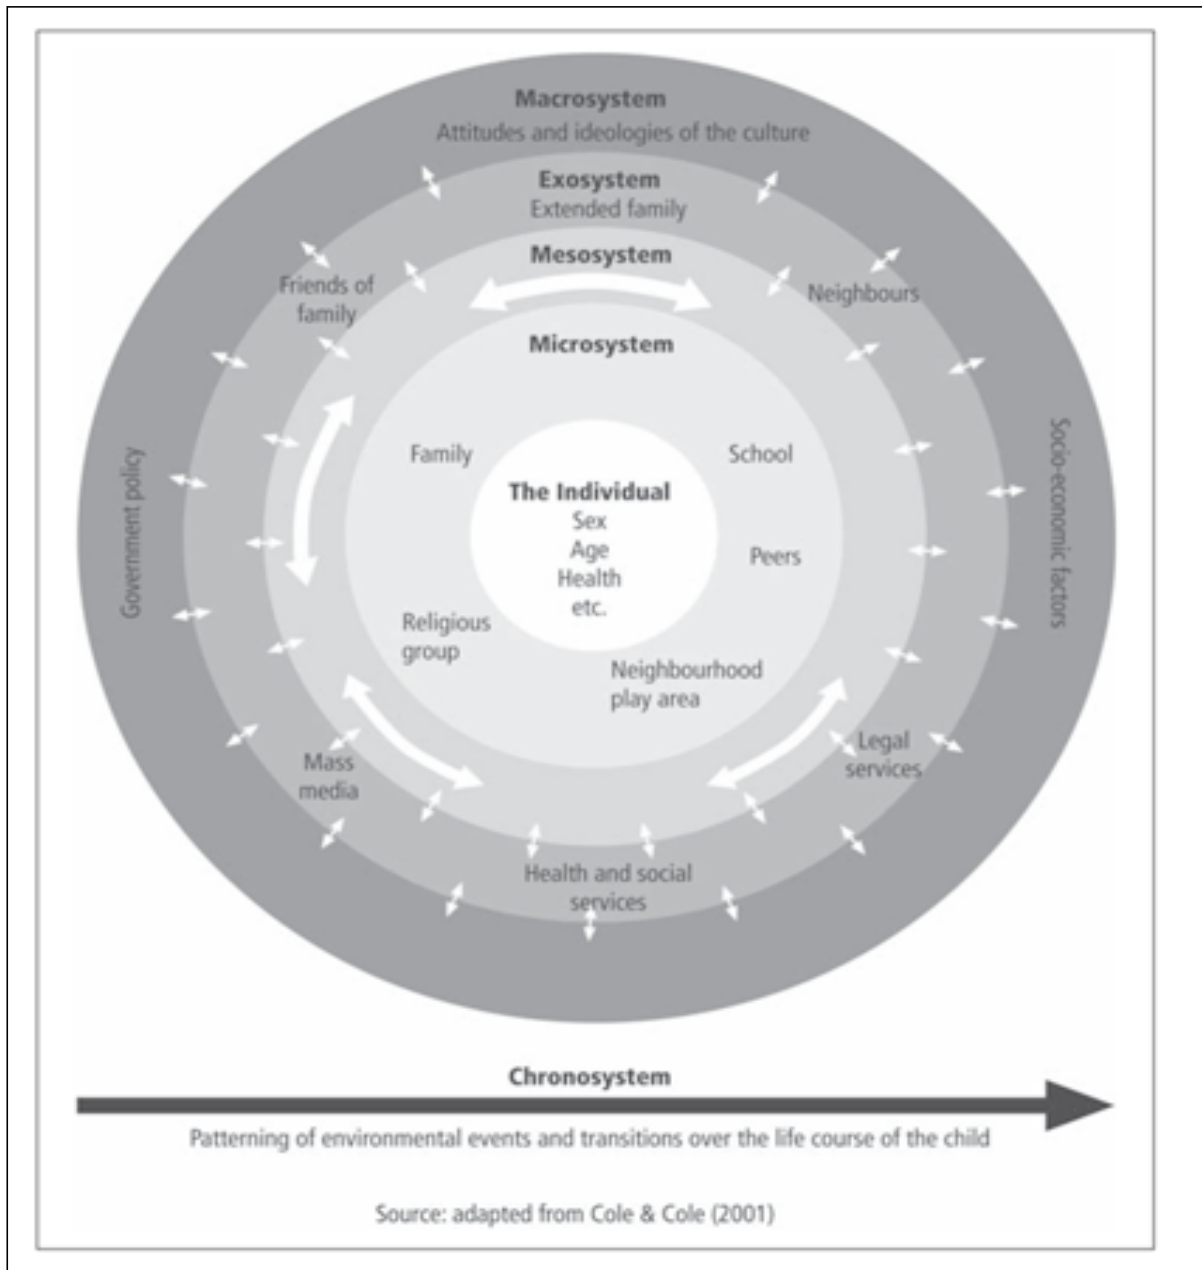 Macrosystem
Attitudes and ideologies of the culture
Exosystem
Extended family
Mesosystem
Friends of
family
Neighbours
Microsystem
Family
School
The Individual
Sex
Age
Health
etc.
Peers
Religious
group
Neighbourhood
play area
Government policy
Socio-economic factors
Mass
media
Legal
services
Health and social
services
Chronosystem
Patterning of environmental events and transitions over the life course of the child
Source: adapted from Cole & Cole (2001)